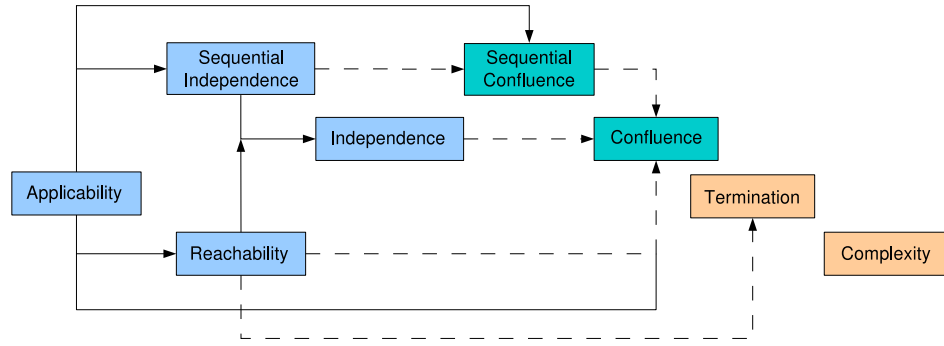 Sequential
Independence
Sequential
Confluence
Independence
Confluence
Applicability
Termination
Reachability
Complexity